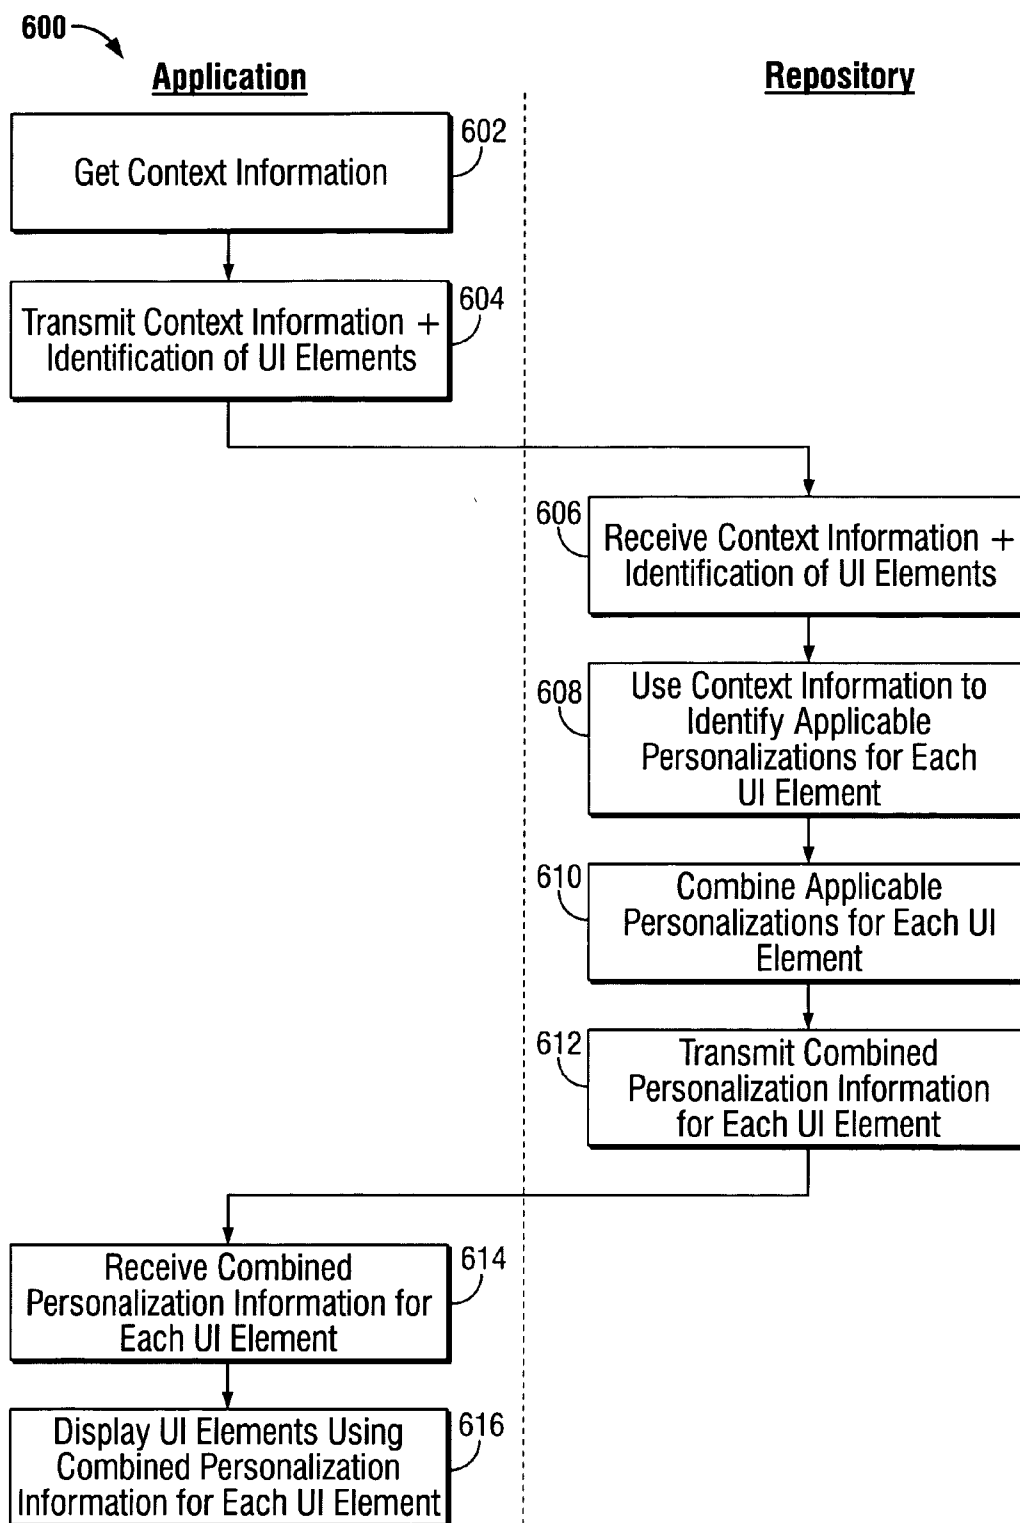 600
Application
Repository
602
Get Context Information
604
Transmit Context Information +
Identification of UI Elements
606
Receive Context Information +
Identification of UI Elements
608
Use Context Information to
Identify Applicable
Personalizations for Each
UI Element
610
Combine Applicable
Personalizations for Each UI
Element
612
Transmit Combined
Personalization Information
for Each UI Element
614
Receive Combined
Personalization Information for
Each UI Element
616
Display UI Elements Using
Combined Personalization
Information for Each UI Element